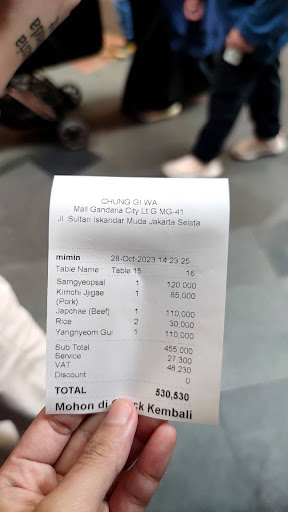 CHUNG GI WA
Mall Gandaria City Lt G MG-41
Jl. Sultan Iskandar Muda Jakarta Selata
mimin 28-Oct-2023 14 23 25
Table Name Table 15 16
Samgyeopsal 1 120,000
Kimchi Jjigae 1 85,000
(Pork)
Japchae (Beef) 1 110,000
Rice 2 30,000
Yangnyeom Gui 1 110,000
Sub Total 455,000
Service 27,300
VAT 48,230
Discount 0
TOTAL 530,530
Mohon di ck Kembali